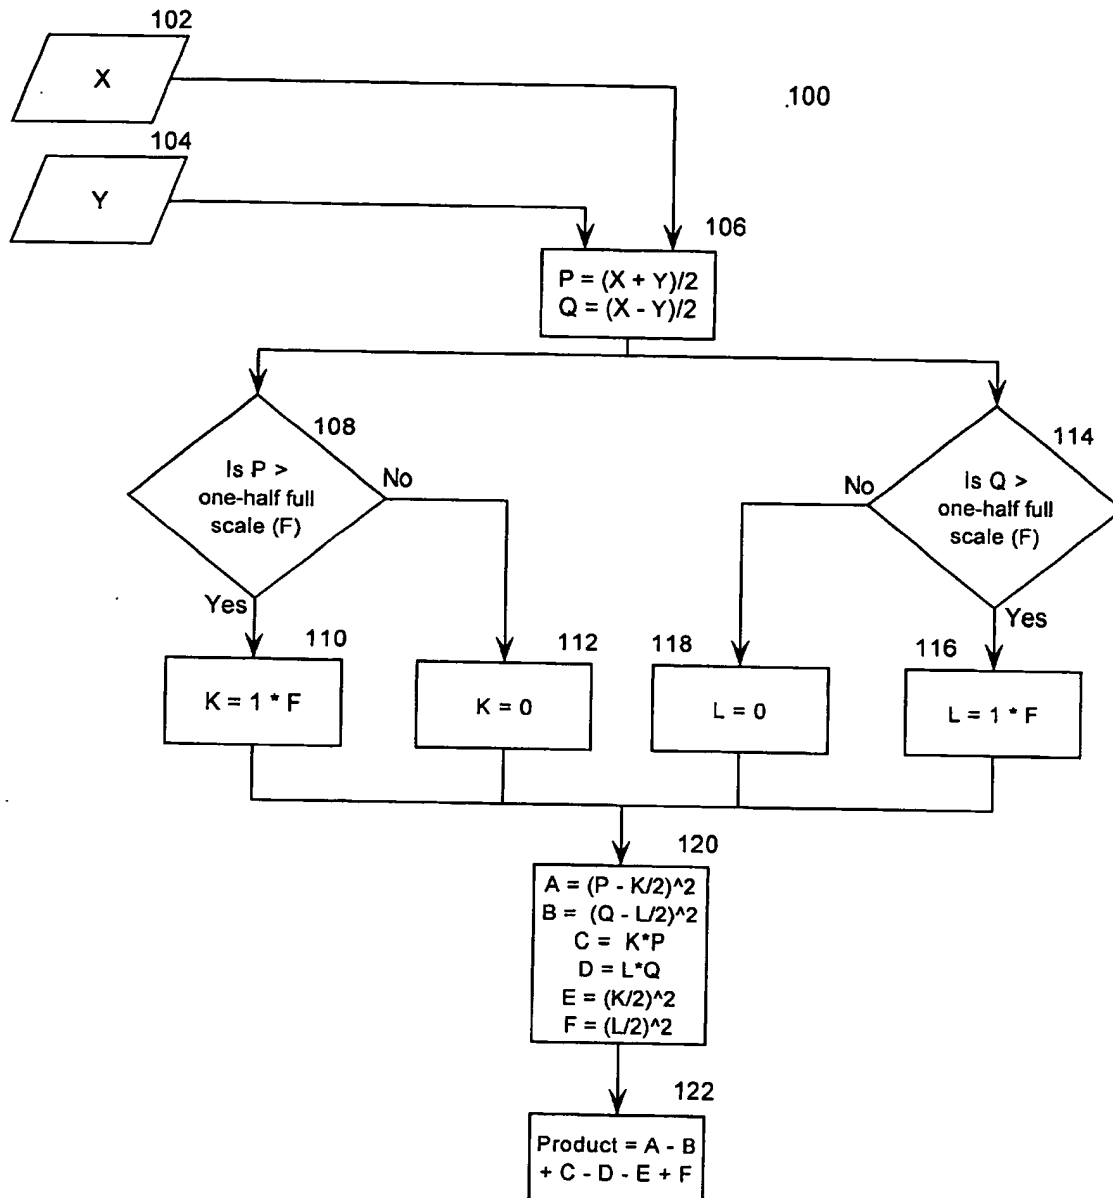 102
X
.100
104
Y
106
P = (X + Y)/2
Q = (X - Y)/2
108
Is P >
one-half full
scale (F)
No
Yes
114
Is Q >
one-half full
scale (F)
No
Yes
110
K = 1 * F
112
K = 0
118
L = 0
116
L = 1 * F
120
A = (P - K/2)^2
B = (Q - L/2)^2
C = K*P
D = L*Q
E = (K/2)^2
F = (L/2)^2
122
Product = A - B
+ C - D - E + F